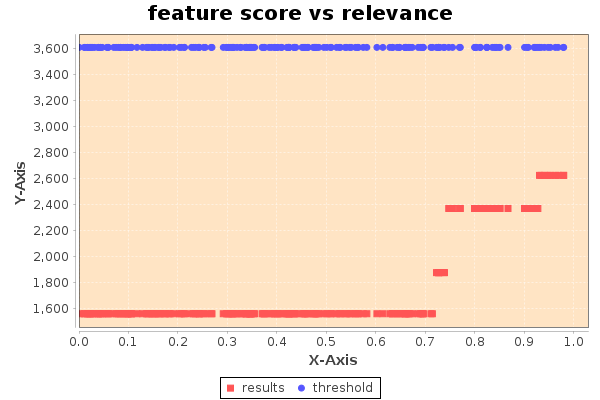 feature score vs relevance
Y-Axis
3,600
3,400
3,200
3,000
2,800
2,600
2,400
2,200
2,000
1,800
1,600
0.0 0.1 0.2 0.3 0.4 0.5 0.6 0.7 0.8 0.9 1.0
X-Axis
results threshold